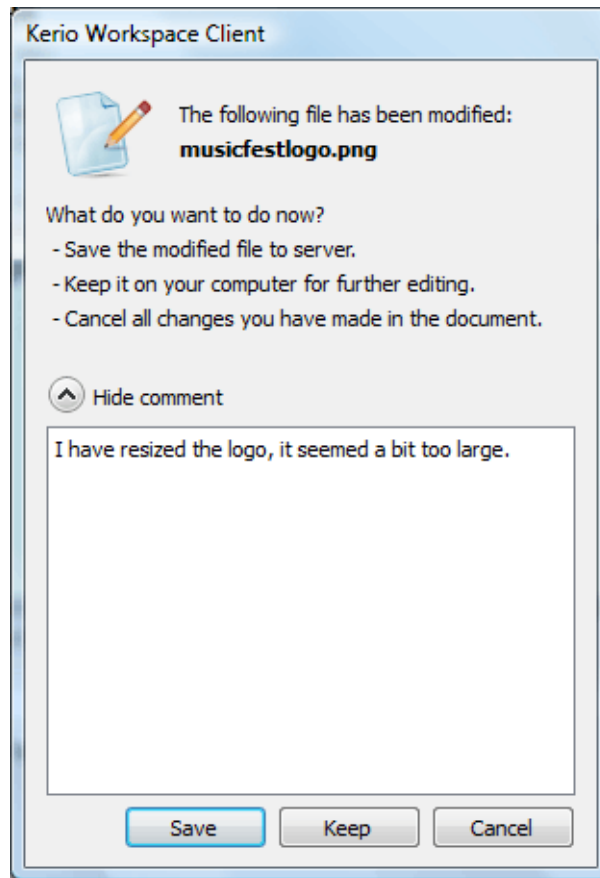 Kerio Workspace Client
The following file has been modified:
musicfestlogo.png
What do you want to do now?
- Save the modified file to server.
- Keep it on your computer for further editing.
- Cancel all changes you have made in the document.
Hide comment
I have resized the logo, it seemed a bit too large.
Save Keep Cancel